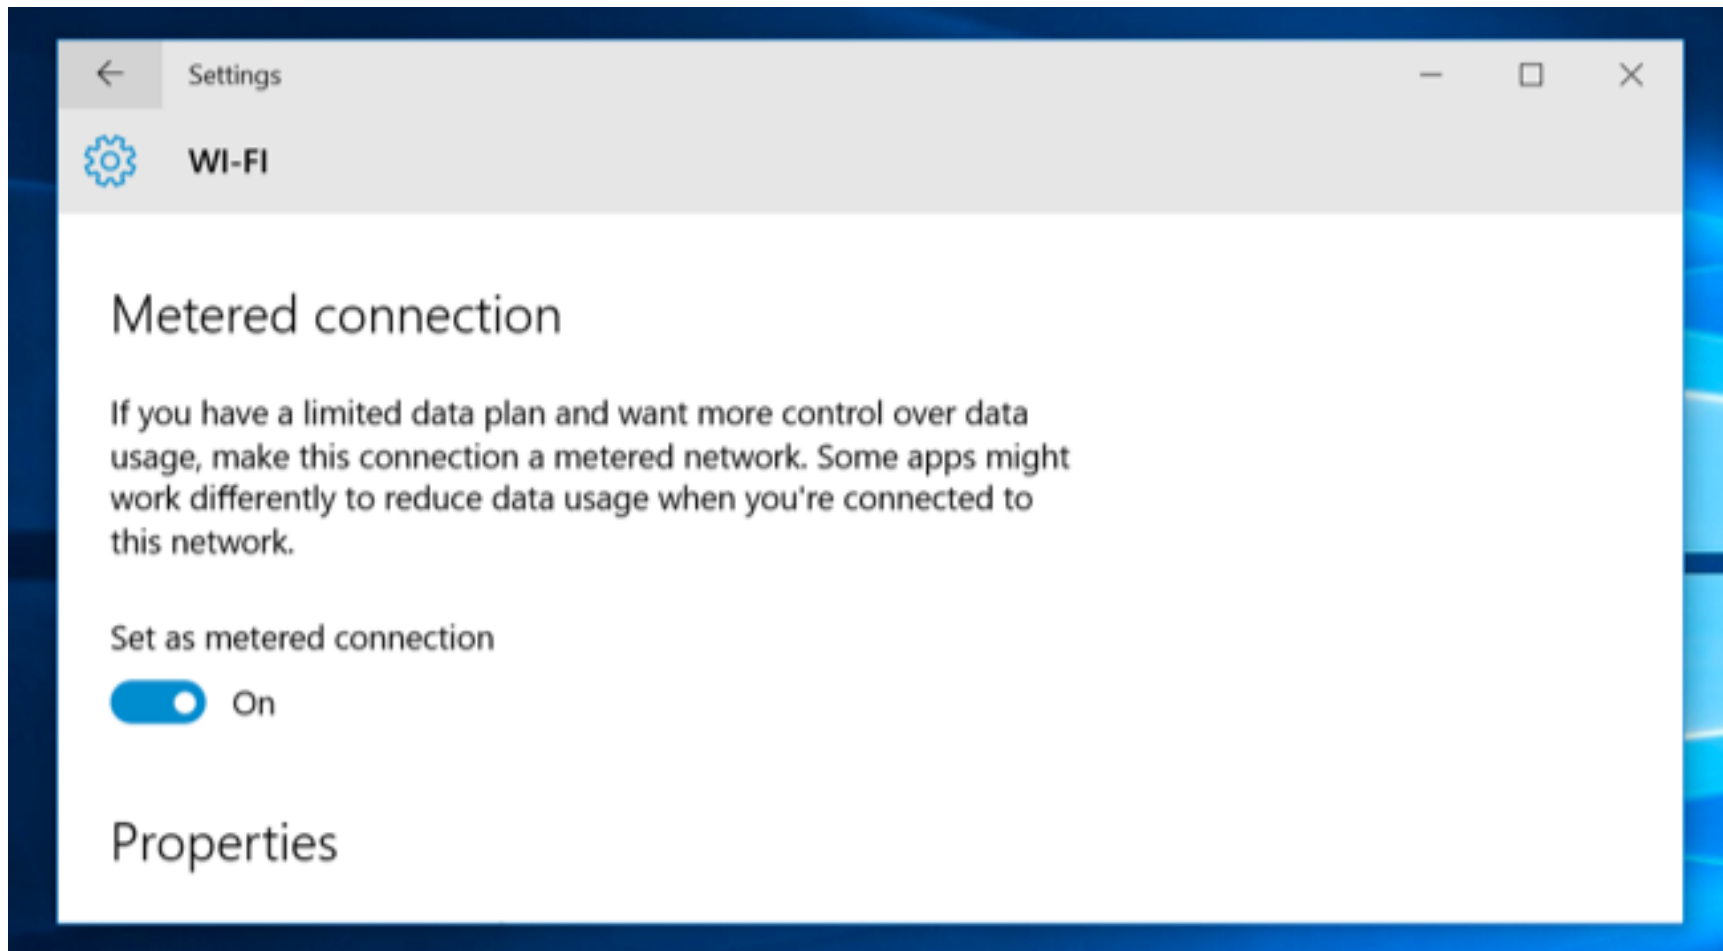 Settings
WI-FI
Metered connection
If you have a limited data plan and want more control over data
usage, make this connection a metered network. Some apps might
work differently to reduce data usage when you're connected to
this network.
Set as metered connection
On
Properties